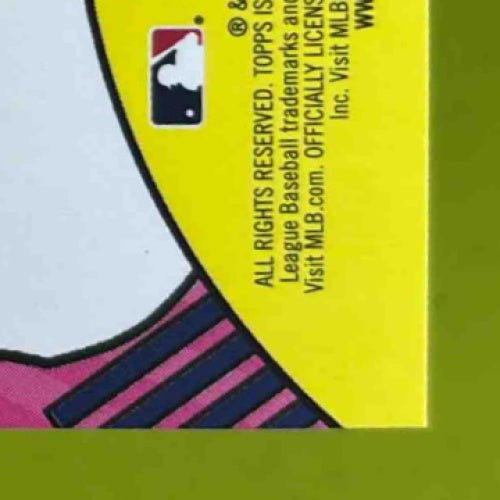 ® &
ALL RIGHTS RESERVED. TOPPS IS
League Baseball trademarks and
Visit MLB.com. OFFICIALLY LICENS
Inc. Visit MLB
WW